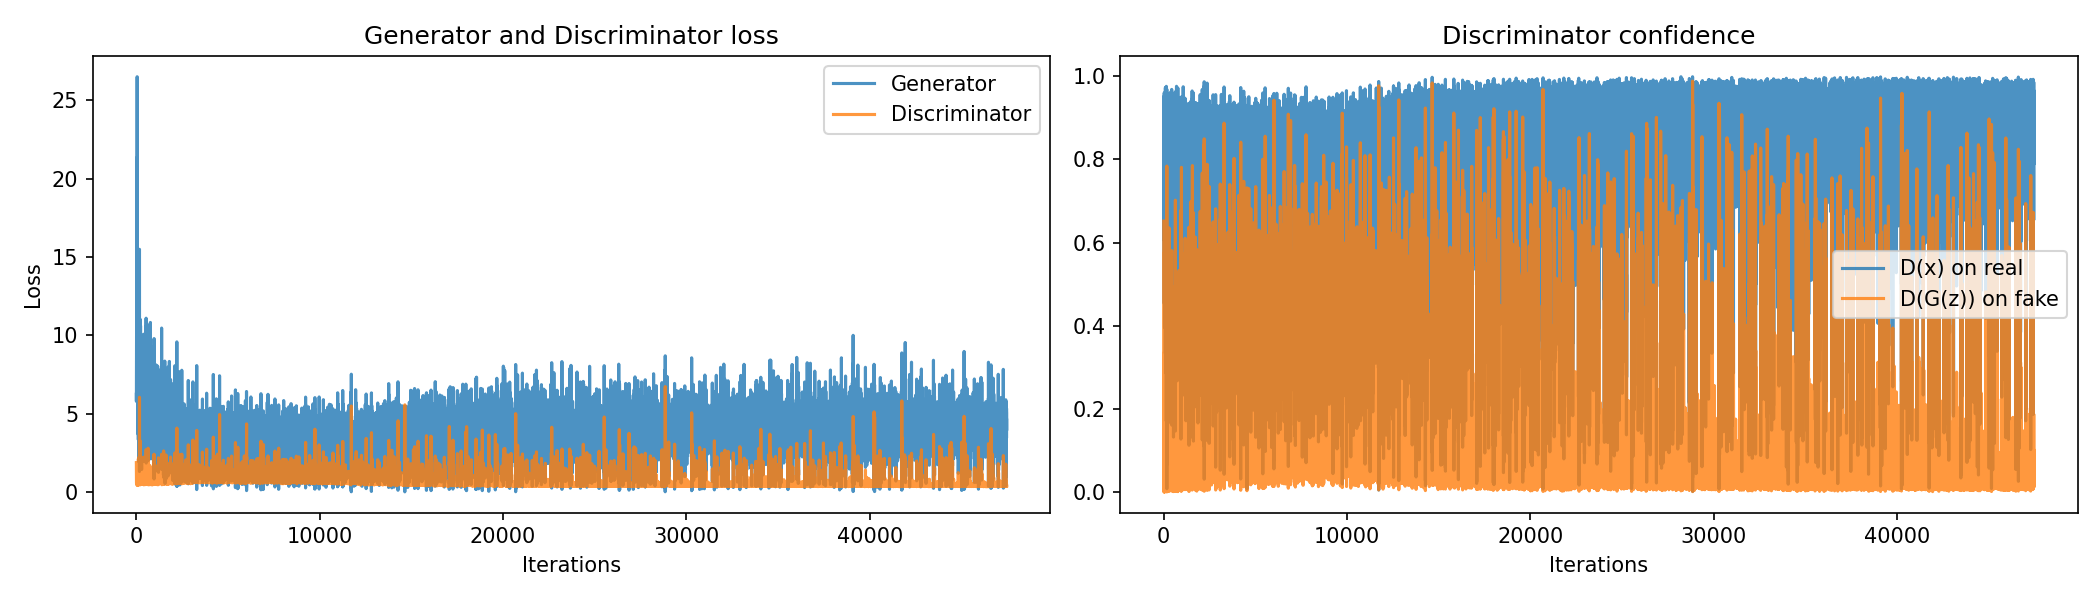 Generator and Discriminator loss
Generator
Discriminator
25
20
15
10
5
0
Loss
0 10000 20000 30000 40000
Iterations
Discriminator confidence
D(x) on real
D(G(z)) on fake
1.0
0.8
0.6
0.4
0.2
0.0
0 10000 20000 30000 40000
Iterations